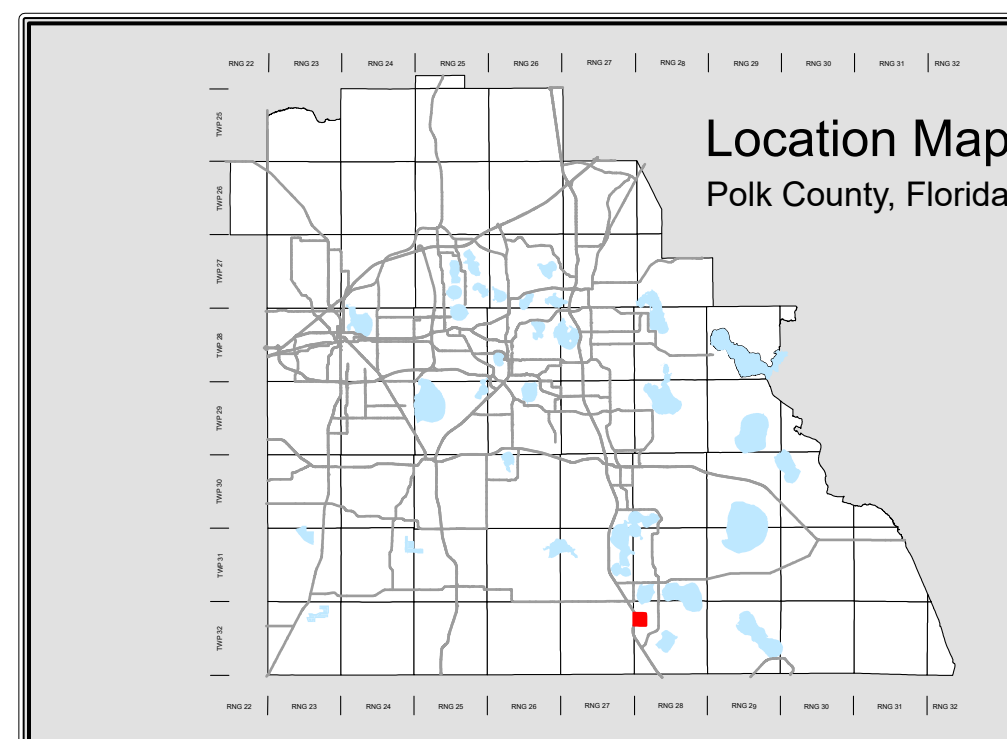 RNG 22 RNG 23 RNG 24 RNG 25 RNG 26 RNG 27 RNG 28 RNG 29 RNG 30 RNG 31 RNG 32
Location Map
Polk County, Florida
TWP 25
TWP 26
TWP 27
TWP 28
TWP 29
TWP 30
TWP 31
TWP 32
RNG 22 RNG 23 RNG 24 RNG 25 RNG 26 RNG 27 RNG 28 RNG 29 RNG 30 RNG 31 RNG 32